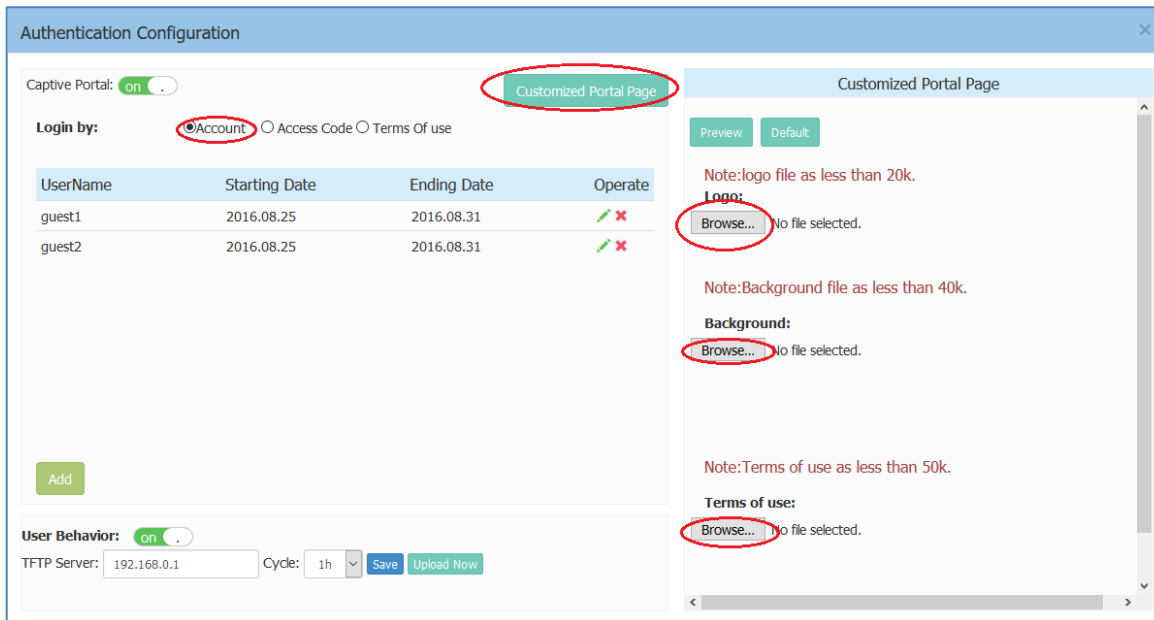 Authentication Configuration
Captive Portal: on
Customized Portal Page
Login by: Account Access Code Terms Of use
UserName Starting Date Ending Date Operate
guest1 2016.08.25 2016.08.31
guest2 2016.08.25 2016.08.31
Add
User Behavior: on
TFTP Server: 192.168.0.1 Cycle: 1h Save Upload Now
Customized Portal Page
Preview Default
Note:logo file as less than 20k.
Logo:
Browse... No file selected.
Note:Background file as less than 40k.
Background:
Browse... No file selected.
Note:Terms of use as less than 50k.
Terms of use:
Browse... No file selected.